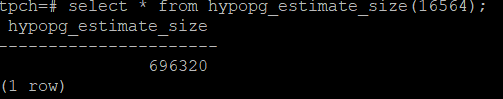 tpch=# select * from hypopg_estimate_size(16564);
hypopg_estimate_size
----------------------
696320
(1 row)